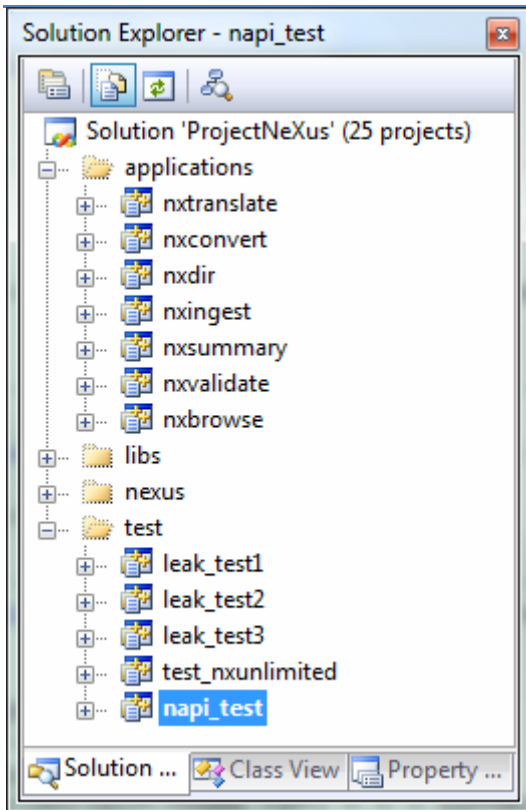 Solution Explorer - napi_test
Solution 'ProjectNeXus' (25 projects)
applications
nxtranslate
nxconvert
nxdir
nxingest
nxsummary
nxvalidate
nxbrowse
libs
nexus
test
leak_test1
leak_test2
leak_test3
test_nxunlimited
napi_test
Solution ... Class View Property ...